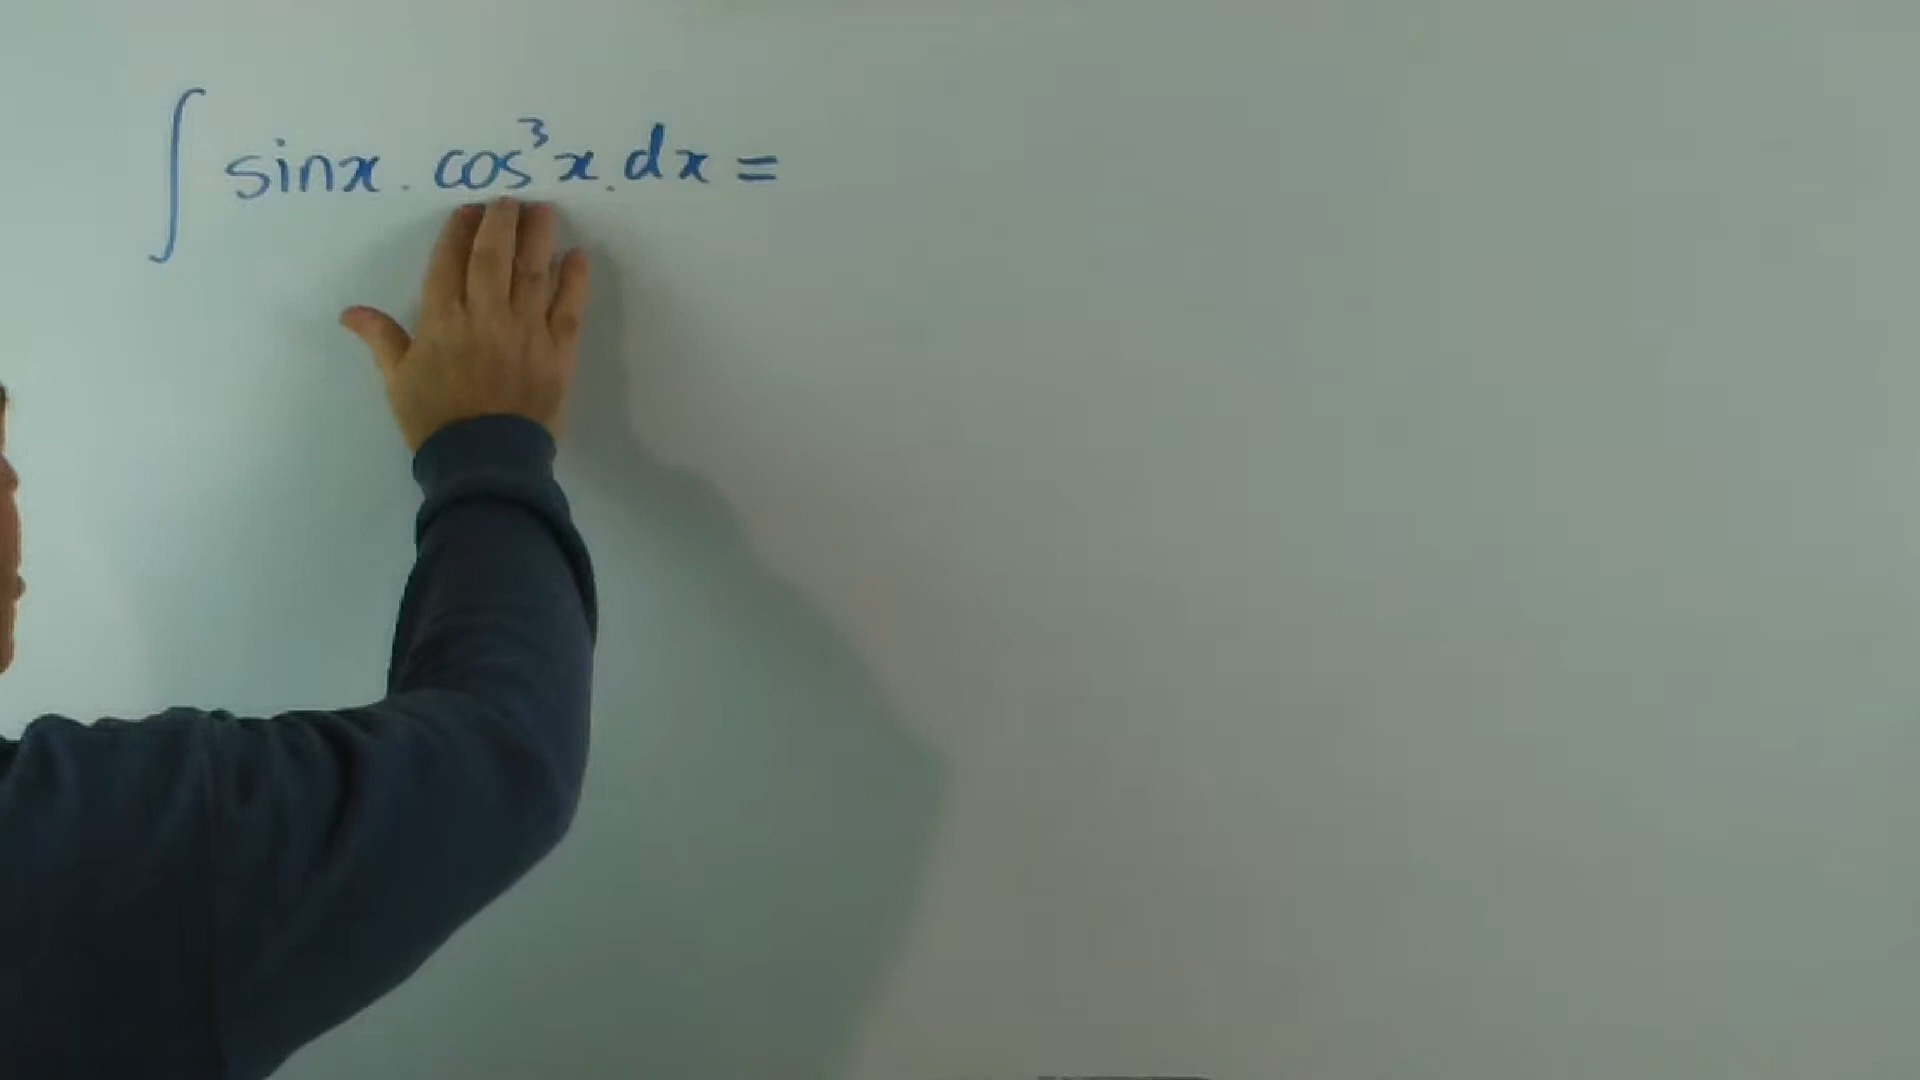 ∫ sinx . cos³x . dx =